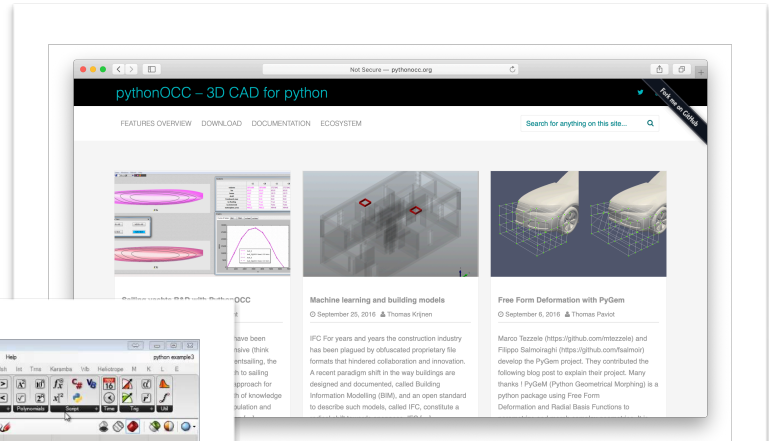 Not Secure — pythonocc.org
pythonOCC – 3D CAD for python
Fork me on GitHub
FEATURES OVERVIEW DOWNLOAD DOCUMENTATION ECOSYSTEM
Search for anything on this site...
Machine learning and building models
Free Form Deformation with PyGem
September 25, 2016 Thomas Krijnen
September 6, 2016 Thomas Paviot
have been
IFC For years and years the construction industry
has been plagued by obfuscated proprietary file
formats that hindered collaboration and innovation.
A recent paradigm shift in the way buildings are
designed and documented, called Building
Information Modelling (BIM), and an open standard
to describe such models, called IFC, constitute a
Marco Tezzele (https://github.com/mtezzele) and
Filippo Salmoiraghi (https://github.com/fsalmoir)
develop the PyGem project. They contributed the
following blog post to explain their project. Many
thanks ! PyGeM (Python Geometrical Morphing) is a
python package using Free Form
Deformation and Radial Basis Functions to
(think
entsailing, the
h to sailing
approach for
h of knowledge
Help
python example3
Int Trns Karamba Vlb Heliotrope M K L E
Polynomials Script Time Trig Util